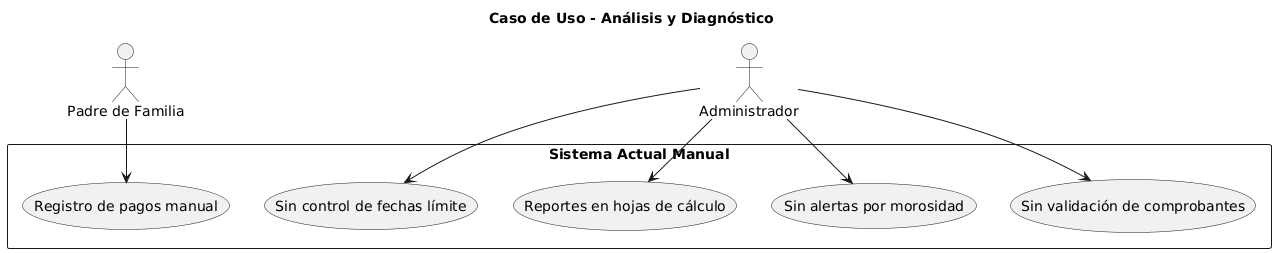 Caso de Uso - Análisis y Diagnóstico
Padre de Familia
Administrador
Sistema Actual Manual
Registro de pagos manual
Sin control de fechas límite
Reportes en hojas de cálculo
Sin alertas por morosidad
Sin validación de comprobantes